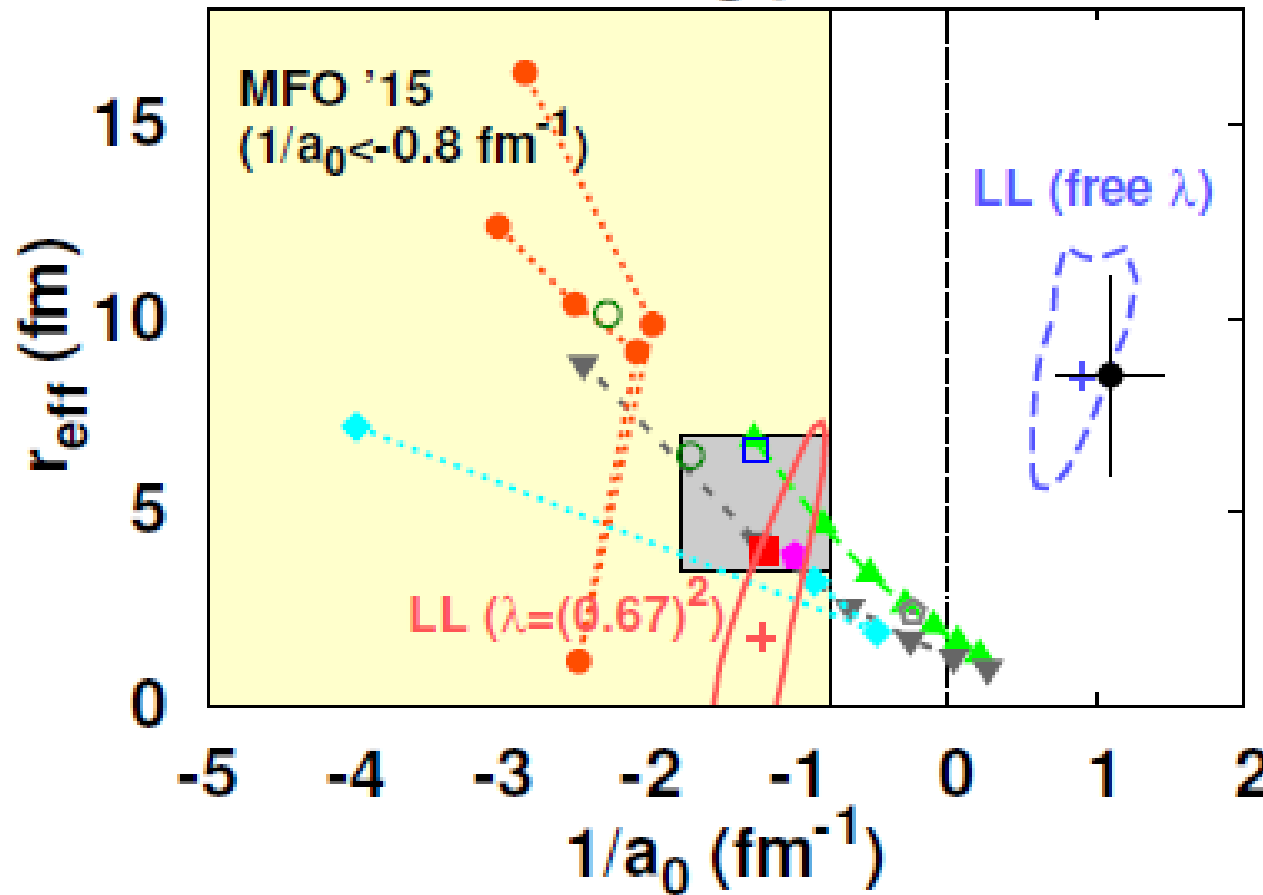 MFO '15
(1/a₀<-0.8 fm⁻¹)
LL (free λ)
LL (λ=(0.67)²)
r_eff (fm)
15
10
5
0
-5 -4 -3 -2 -1 0 1 2
1/a₀ (fm⁻¹)